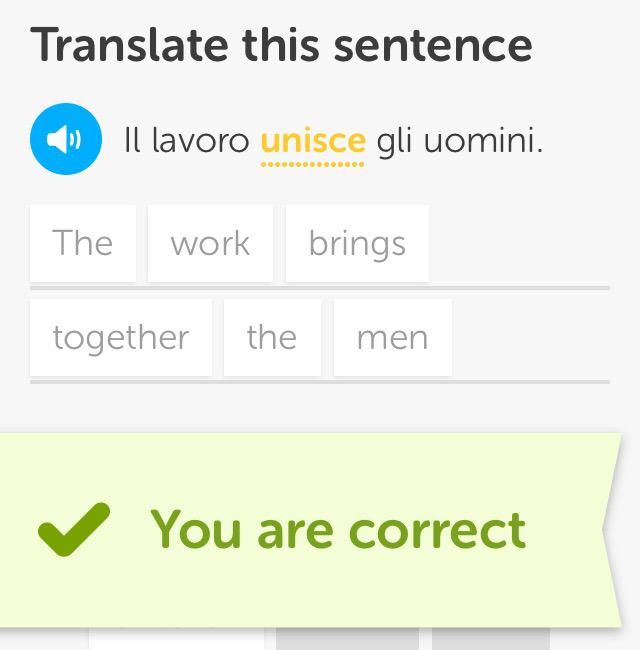 Translate this sentence
Il lavoro unisce gli uomini.
The work brings
together the men
You are correct